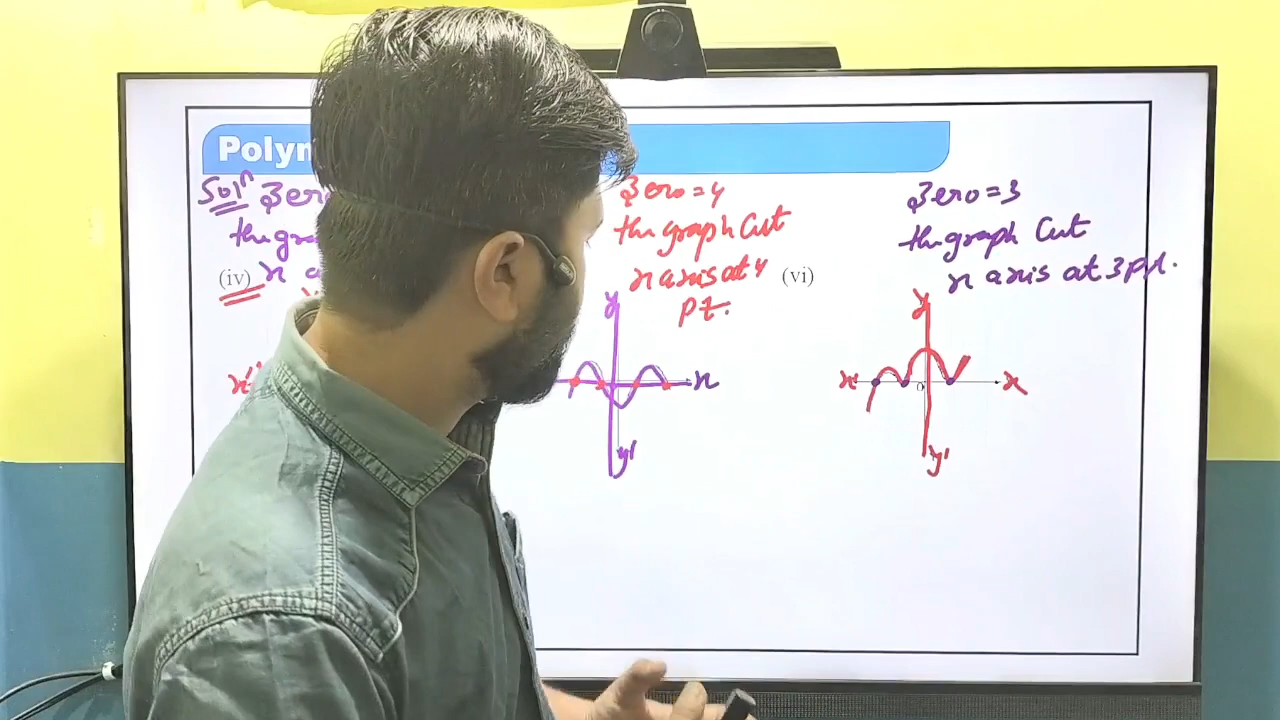 Polyn
Solⁿ Zero
the gra
(iv) x a
x'
Zero = 4
the graph Cut
x axis at 4
pt.
y
x
y'
(vi)
Zero = 3
the graph Cut
x axis at 3 pt.
y
x' o x
y'